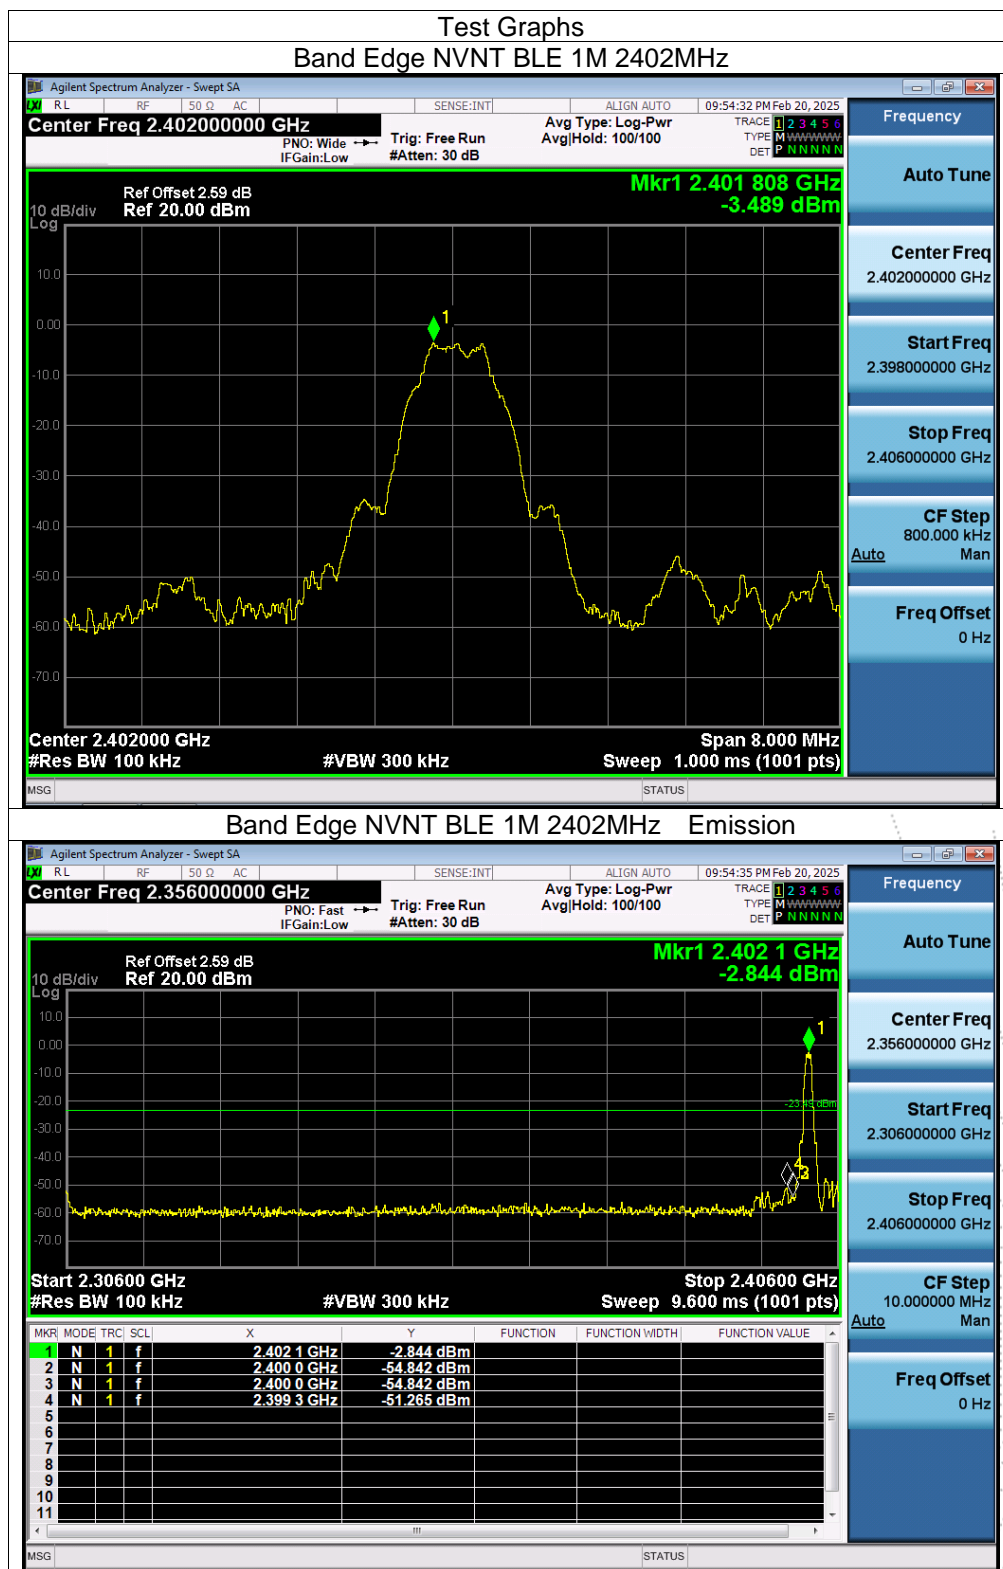 Test Graphs
Band Edge NVNT BLE 1M 2402MHz
Agilent Spectrum Analyzer - Swept SA
LXI RL RF 50 Ω AC SENSE:INT ALIGN AUTO 09:54:32 PM Feb 20, 2025
Center Freq 2.402000000 GHz
PNO: Wide
IFGain:Low
Trig: Free Run
#Atten: 30 dB
Avg Type: Log-Pwr
Avg|Hold: 100/100
TRACE 1 2 3 4 5 6
TYPE M WWWWW
DET P N N N N N
Ref Offset 2.59 dB
Mkr1 2.401 808 GHz
10 dB/div Ref 20.00 dBm -3.489 dBm
Log
10.0
0.00
-10.0
-20.0
-30.0
-40.0
-50.0
-60.0
-70.0
1
Center 2.402000 GHz Span 8.000 MHz
#Res BW 100 kHz #VBW 300 kHz Sweep 1.000 ms (1001 pts)
MSG STATUS
Frequency
Auto Tune
Center Freq
2.402000000 GHz
Start Freq
2.398000000 GHz
Stop Freq
2.406000000 GHz
CF Step
800.000 kHz
Auto Man
Freq Offset
0 Hz
Band Edge NVNT BLE 1M 2402MHz Emission
Agilent Spectrum Analyzer - Swept SA
LXI RL RF 50 Ω AC SENSE:INT ALIGN AUTO 09:54:35 PM Feb 20, 2025
Center Freq 2.356000000 GHz
PNO: Fast
IFGain:Low
Trig: Free Run
#Atten: 30 dB
Avg Type: Log-Pwr
Avg|Hold: 100/100
TRACE 1 2 3 4 5 6
TYPE M WWWWW
DET P N N N N N
Ref Offset 2.59 dB
Mkr1 2.402 1 GHz
10 dB/div Ref 20.00 dBm -2.844 dBm
Log
10.0
0.00
-10.0
-20.0
-30.0
-40.0
-50.0
-60.0
-70.0
1
-23.49 dBm
4
3
Start 2.30600 GHz Stop 2.40600 GHz
#Res BW 100 kHz #VBW 300 kHz Sweep 9.600 ms (1001 pts)
MKR MODE TRC SCL X Y FUNCTION FUNCTION WIDTH FUNCTION VALUE
1 N 1 f 2.402 1 GHz -2.844 dBm
2 N 1 f 2.400 0 GHz -54.842 dBm
3 N 1 f 2.400 0 GHz -54.842 dBm
4 N 1 f 2.399 3 GHz -51.265 dBm
5
6
7
8
9
10
11
MSG STATUS
Frequency
Auto Tune
Center Freq
2.356000000 GHz
Start Freq
2.306000000 GHz
Stop Freq
2.406000000 GHz
CF Step
10.000000 MHz
Auto Man
Freq Offset
0 Hz